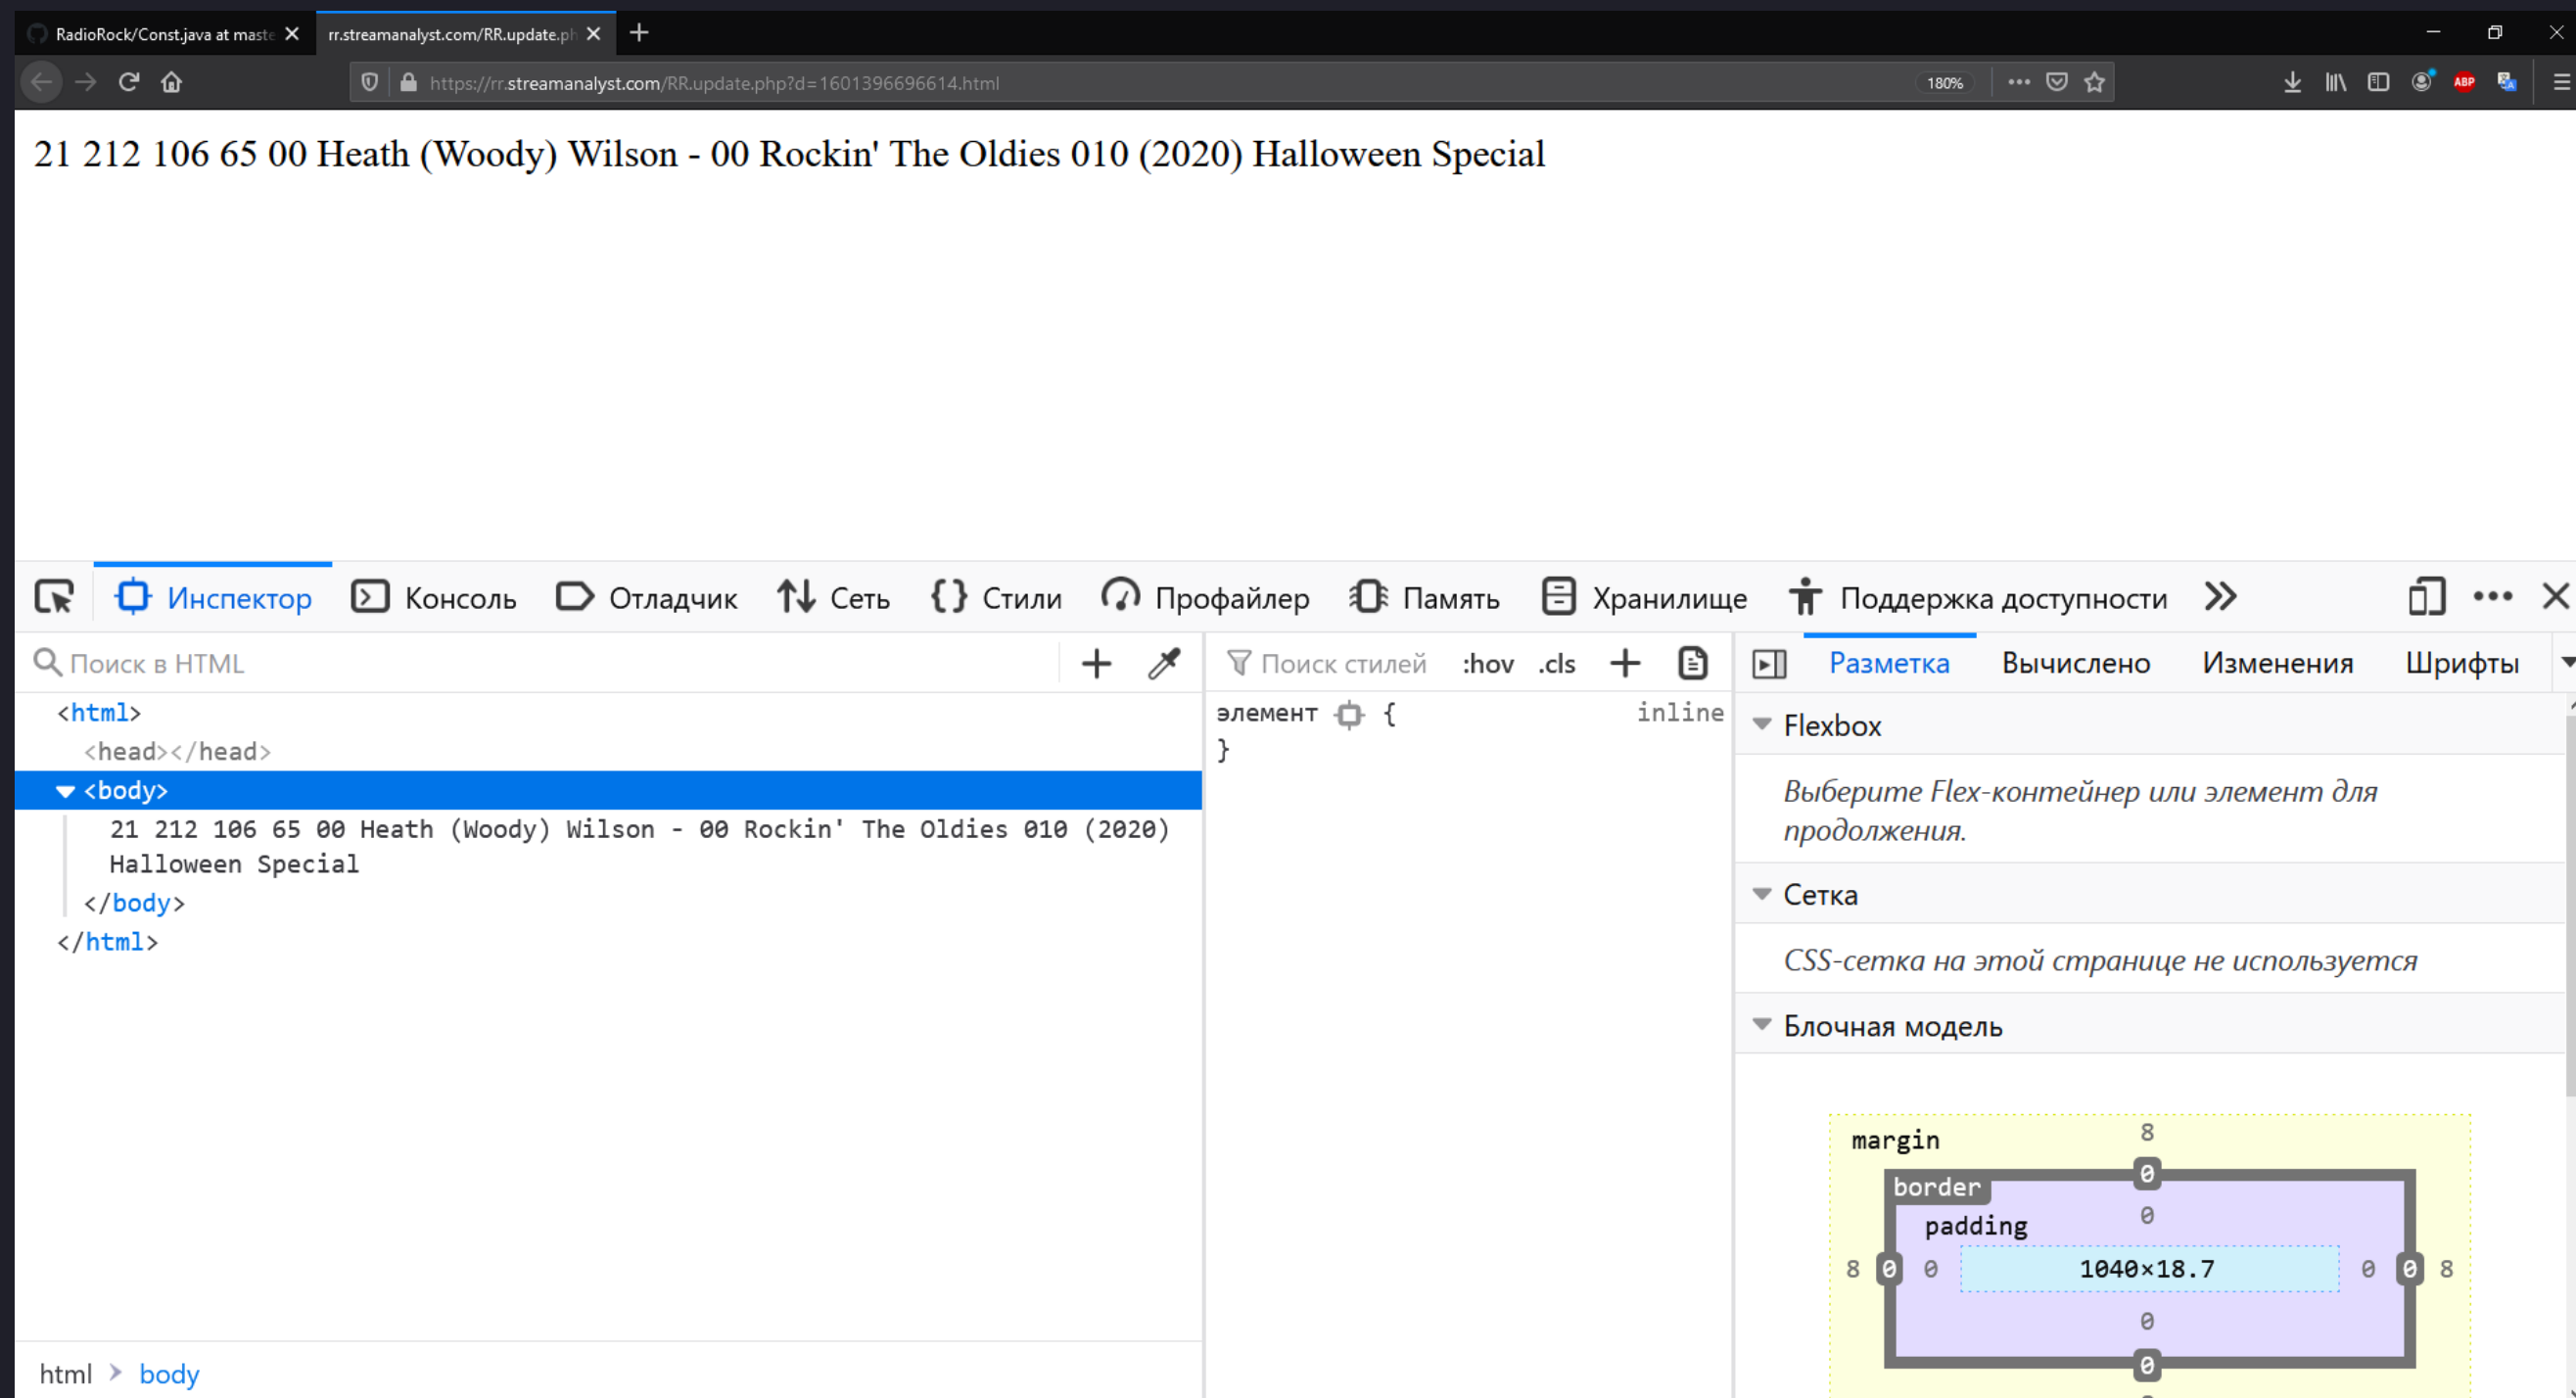 RadioRock/Const.java at maste
rr.streamanalyst.com/RR.update.ph
https://rr.streamanalyst.com/RR.update.php?d=1601396696614.html
180%
ABP
21 212 106 65 00 Heath (Woody) Wilson - 00 Rockin' The Oldies 010 (2020) Halloween Special
Инспектор Консоль Отладчик Сеть {} Стили Профайлер Память Хранилище Поддержка доступности
Поиск в HTML
<html>
<head></head>
<body>
21 212 106 65 00 Heath (Woody) Wilson - 00 Rockin' The Oldies 010 (2020)
Halloween Special
</body>
</html>
html body
Поиск стилей :hov .cls
элемент { inline
}
Разметка Вычислено Изменения Шрифты
Flexbox
Выберите Flex-контейнер или элемент для
продолжения.
Сетка
CSS-сетка на этой странице не используется
Блочная модель
margin 8
border 0
padding 0
8 0 0 1040×18.7 0 0 8
0
0